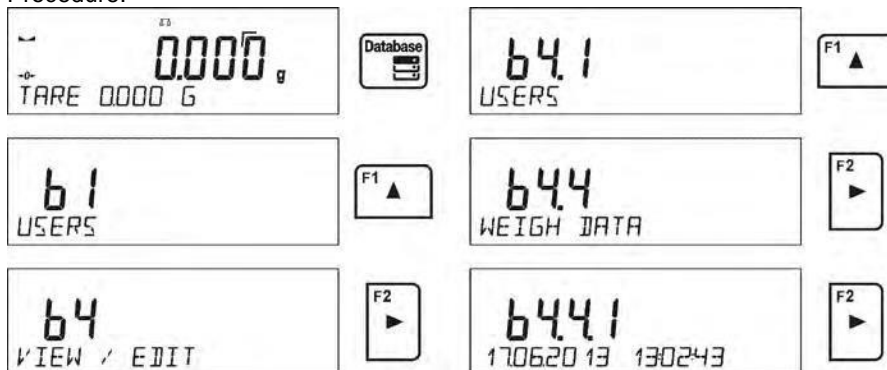 Procedure:
0.000 g
-0-
TARE 0.000 G
Database
b1
USERS
F1
b4
VIEW / EDIT
F2
b4.1
USERS
F1
b4.4
WEIGH DATA
F2
b4.4.1
17.06.2013 13:02:43
F2